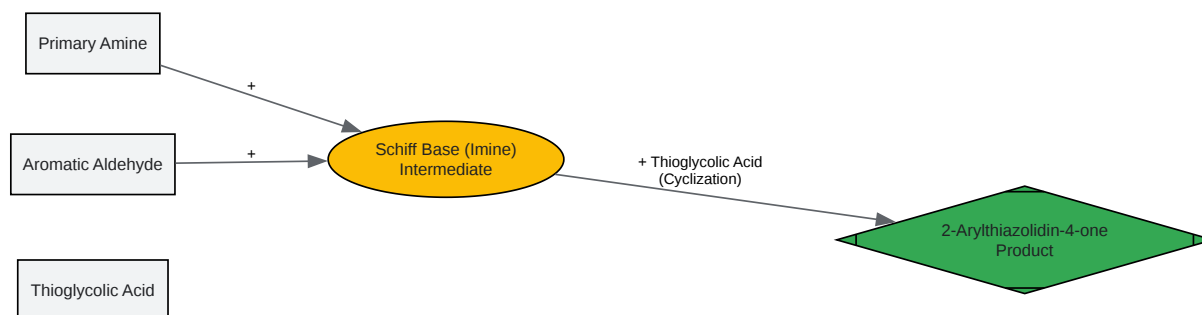 Primary Amine
+
Aromatic Aldehyde
+
Schiff Base (Imine)
Intermediate
+ Thioglycolic Acid
(Cyclization)
2-Arylthiazolidin-4-one
Product
Thioglycolic Acid